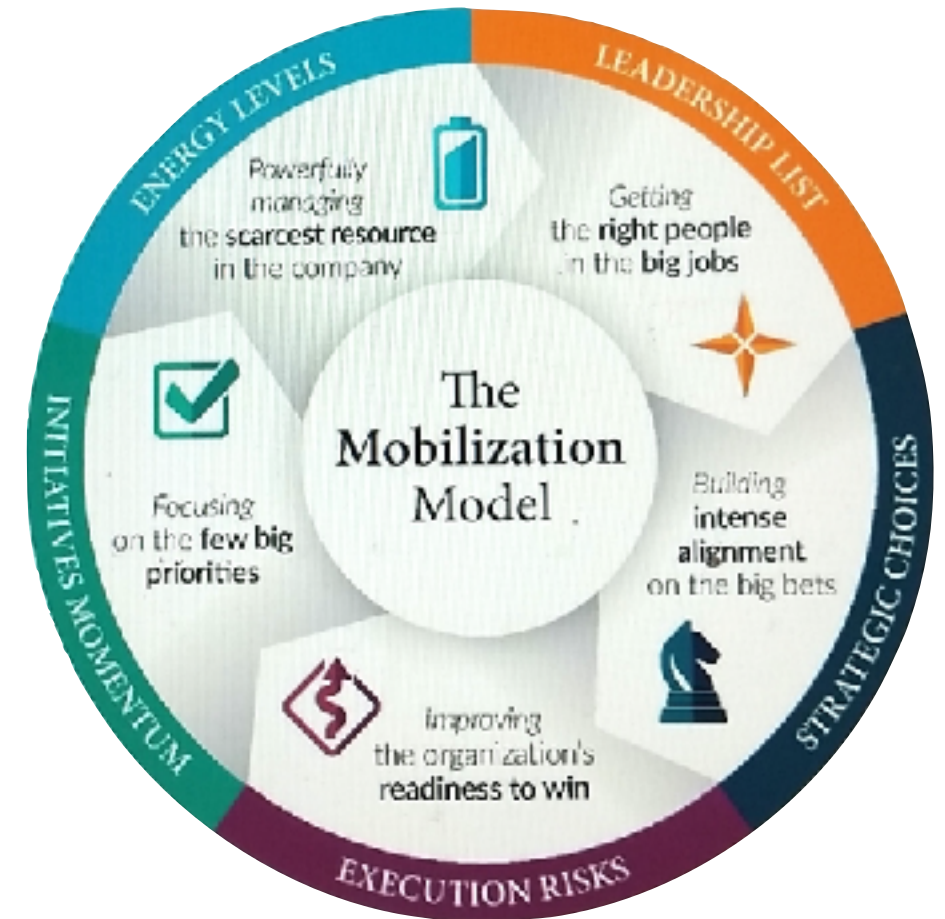 The
Mobilization
Model
LEADERSHIP LIST
Getting
the right people
in the big jobs
STRATEGIC CHOICES
Building
intense
alignment
on the big bets
EXECUTION RISKS
Improving
the organization's
readiness to win
INITIATIVES MOMENTUM
Focusing
on the few big
priorities
ENERGY LEVELS
Powerfully
managing
the scarcest resource
in the company